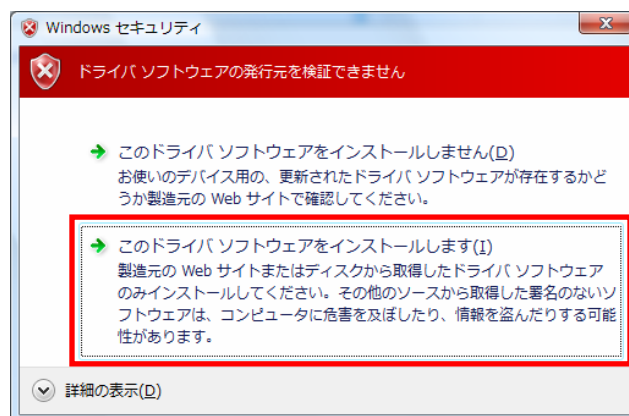 Windows セキュリティ
ドライバ ソフトウェアの発行元を検証できません
このドライバ ソフトウェアをインストールしません(D)
お使いのデバイス用の、更新されたドライバ ソフトウェアが存在するかど
うか製造元の Web サイトで確認してください。
このドライバ ソフトウェアをインストールします(I)
製造元の Web サイトまたはディスクから取得したドライバ ソフトウェア
のみインストールしてください。その他のソースから取得した署名のないソ
フトウェアは、コンピュータに危害を及ぼしたり、情報を盗んだりする可能
性があります。
詳細の表示(D)